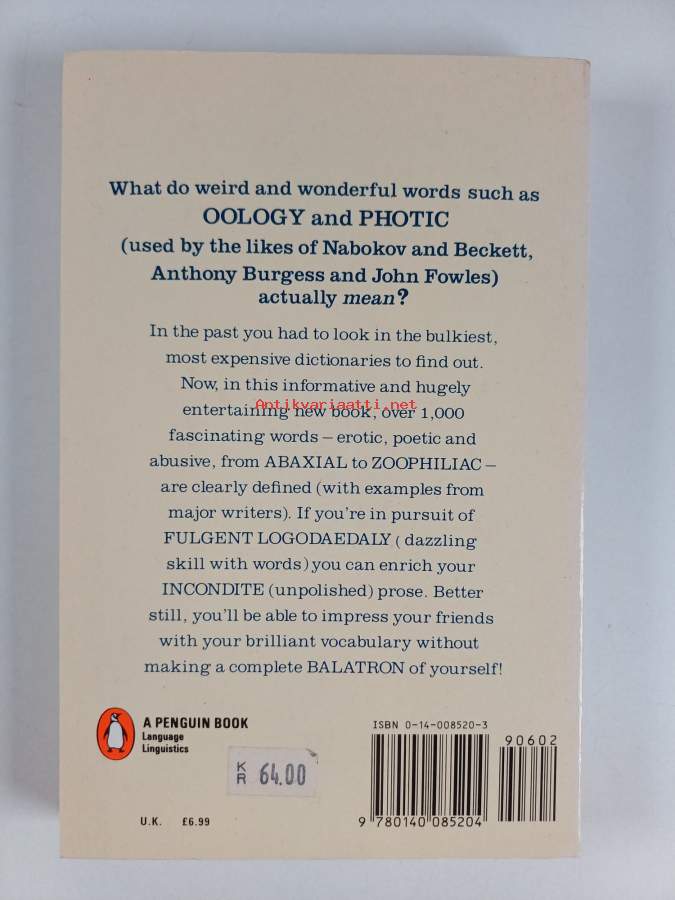 What do weird and wonderful words such as
OOLOGY and PHOTIC
(used by the likes of Nabokov and Beckett,
Anthony Burgess and John Fowles)
actually mean?
In the past you had to look in the bulkiest,
most expensive dictionaries to find out.
Now, in this informative and hugely
Antikvariaatti.net
entertaining new book, over 1,000
fascinating words – erotic, poetic and
abusive, from ABAXIAL to ZOOPHILIAC –
are clearly defined (with examples from
major writers). If you're in pursuit of
FULGENT LOGODAEDALY ( dazzling
skill with words) you can enrich your
INCONDITE (unpolished) prose. Better
still, you'll be able to impress your friends
with your brilliant vocabulary without
making a complete BALATRON of yourself!
A PENGUIN BOOK
Language
Linguistics
KR 64.00
U.K. £6.99
ISBN 0-14-008520-3
90602
9 780140 085204